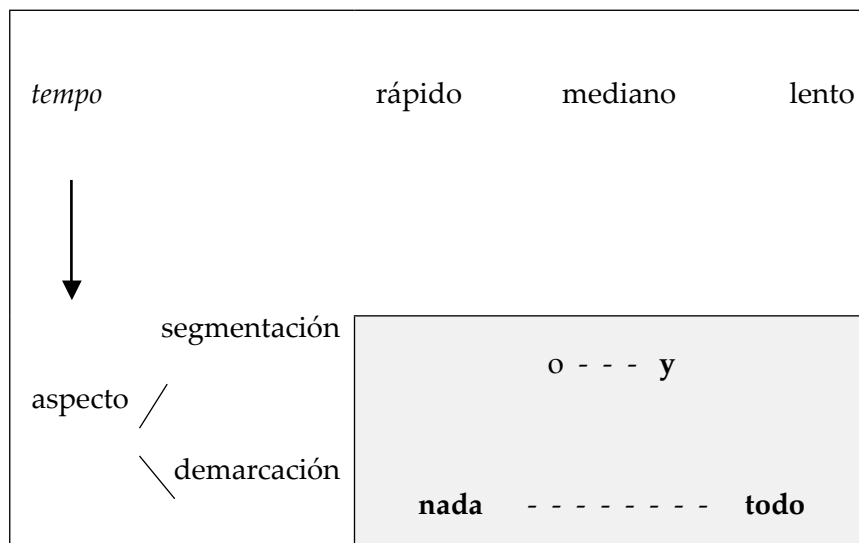 tempo rápido mediano lento
segmentación
o - - - y
aspecto
demarcación
nada - - - - - - - - todo